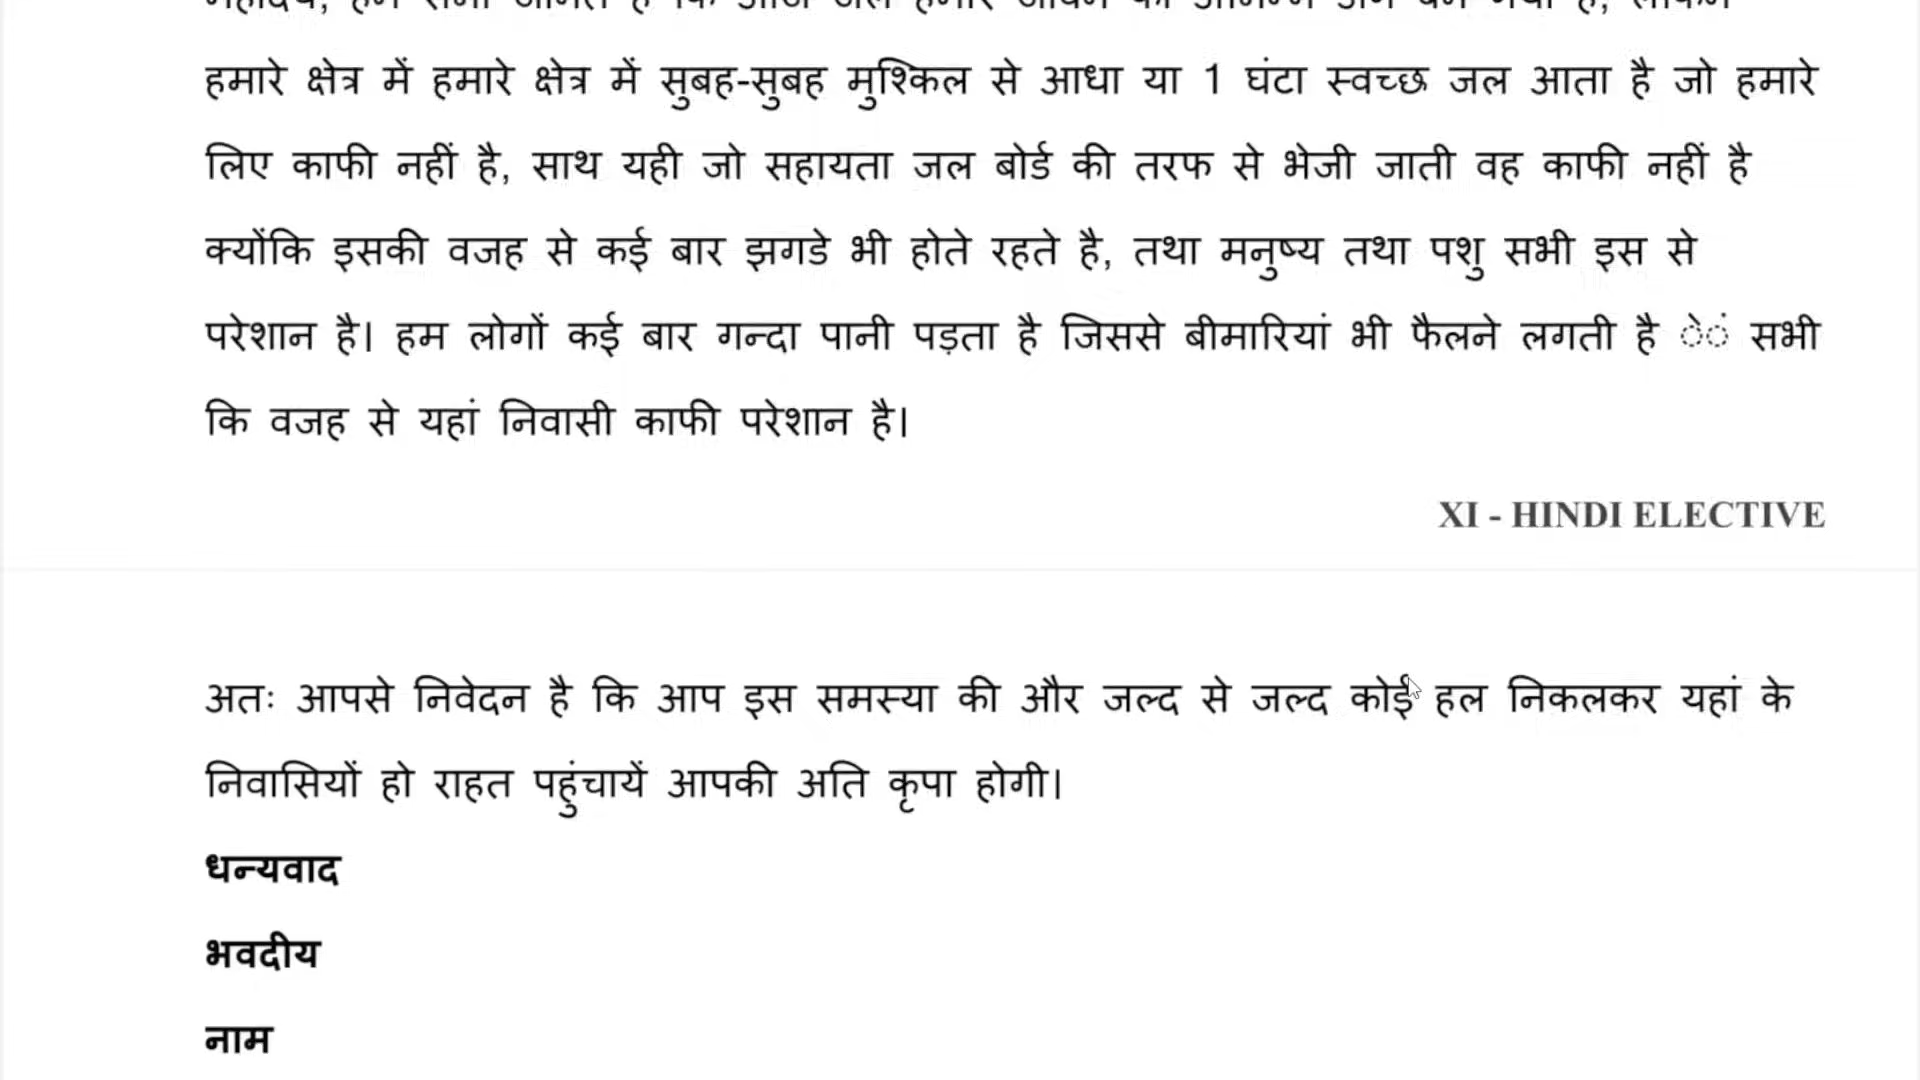 हमारे क्षेत्र में हमारे क्षेत्र में सुबह-सुबह मुश्किल से आधा या 1 घंटा स्वच्छ जल आता है जो हमारे
लिए काफी नहीं है, साथ यही जो सहायता जल बोर्ड की तरफ से भेजी जाती वह काफी नहीं है
क्योंकि इसकी वजह से कई बार झगडे भी होते रहते है, तथा मनुष्य तथा पशु सभी इस से
परेशान है। हम लोगों कई बार गन्दा पानी पड़ता है जिससे बीमारियां भी फैलने लगती है ें सभी
कि वजह से यहां निवासी काफी परेशान है।
XI - HINDI ELECTIVE
अतः आपसे निवेदन है कि आप इस समस्या की और जल्द से जल्द कोई हल निकलकर यहां के
निवासियों हो राहत पहुंचायें आपकी अति कृपा होगी।
धन्यवाद
भवदीय
नाम